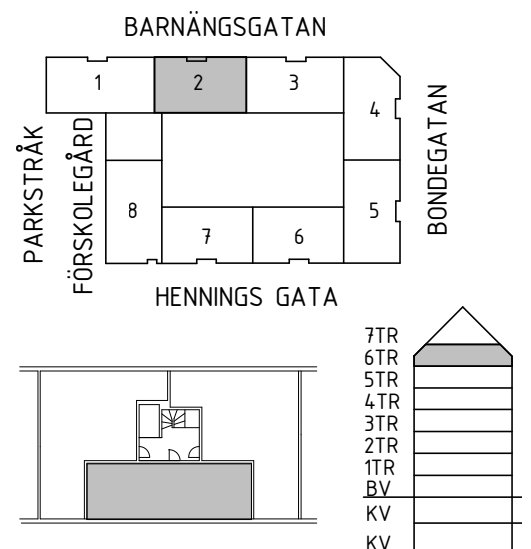 BARNÄNGSGATAN
1
2
3
4
5
6
7
8
PARKSTRÅK
FÖRSKOLEGÅRD
BONDEGATAN
HENNINGS GATA
7TR
6TR
5TR
4TR
3TR
2TR
1TR
BV
KV
KV